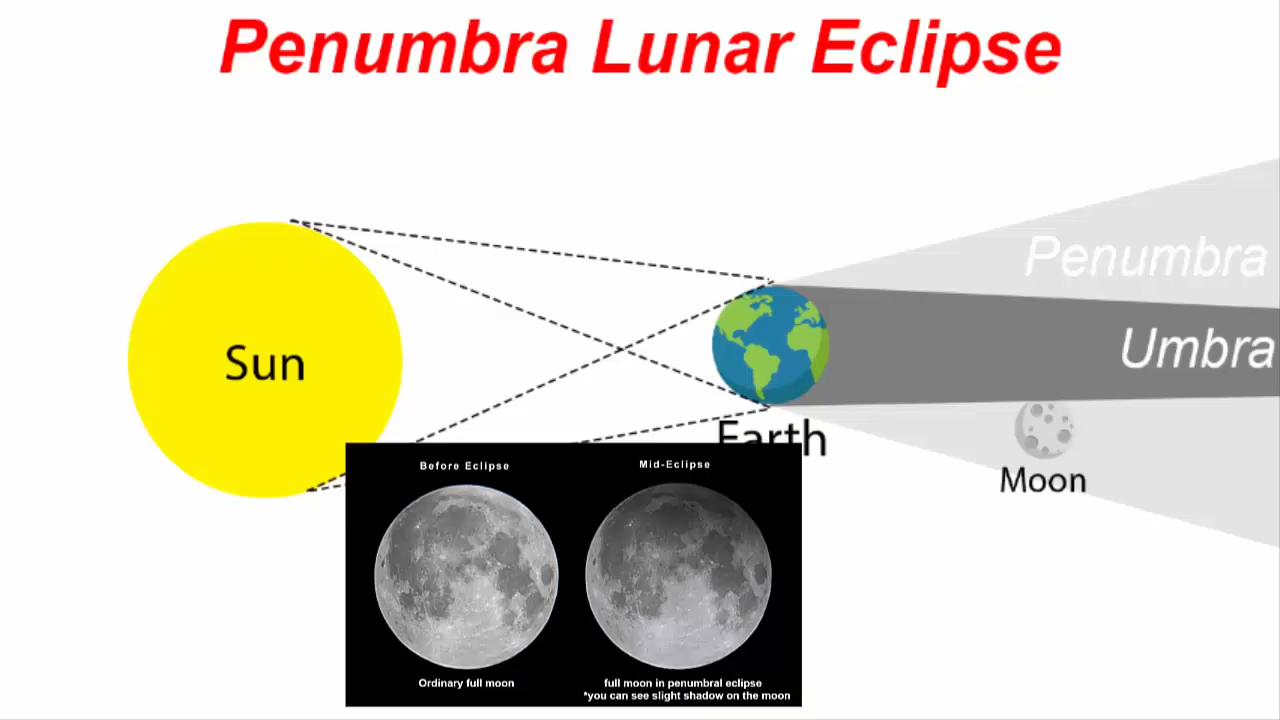 Penumbra Lunar Eclipse
Penumbra
Umbra
Sun
Earth
Moon
Before Eclipse
Mid-Eclipse
Ordinary full moon
full moon in penumbral eclipse
*you can see slight shadow on the moon